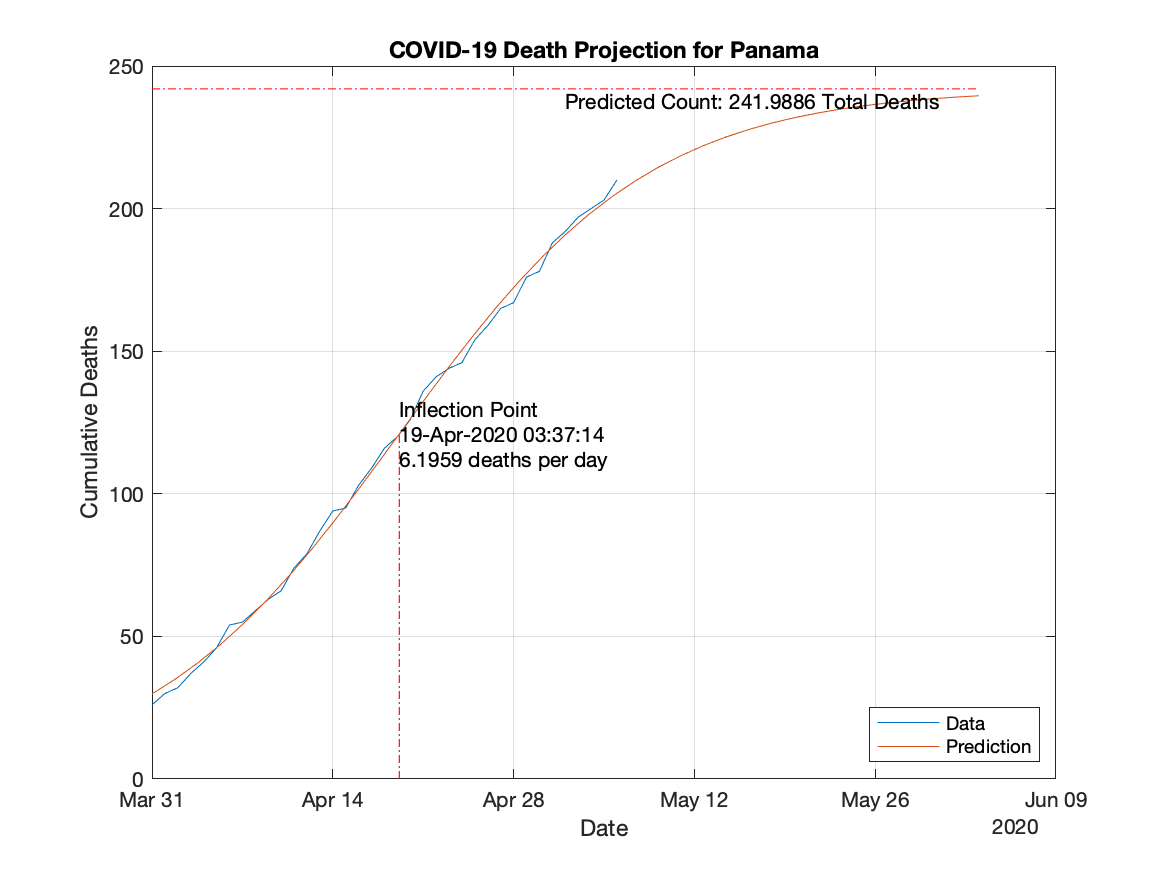 COVID-19 Death Projection for Panama
250
Predicted Count: 241.9886 Total Deaths
200
150
Inflection Point
19-Apr-2020 03:37:14
6.1959 deaths per day
100
50
0
Cumulative Deaths
Data
Prediction
Mar 31 Apr 14 Apr 28 May 12 May 26 Jun 09
Date
2020